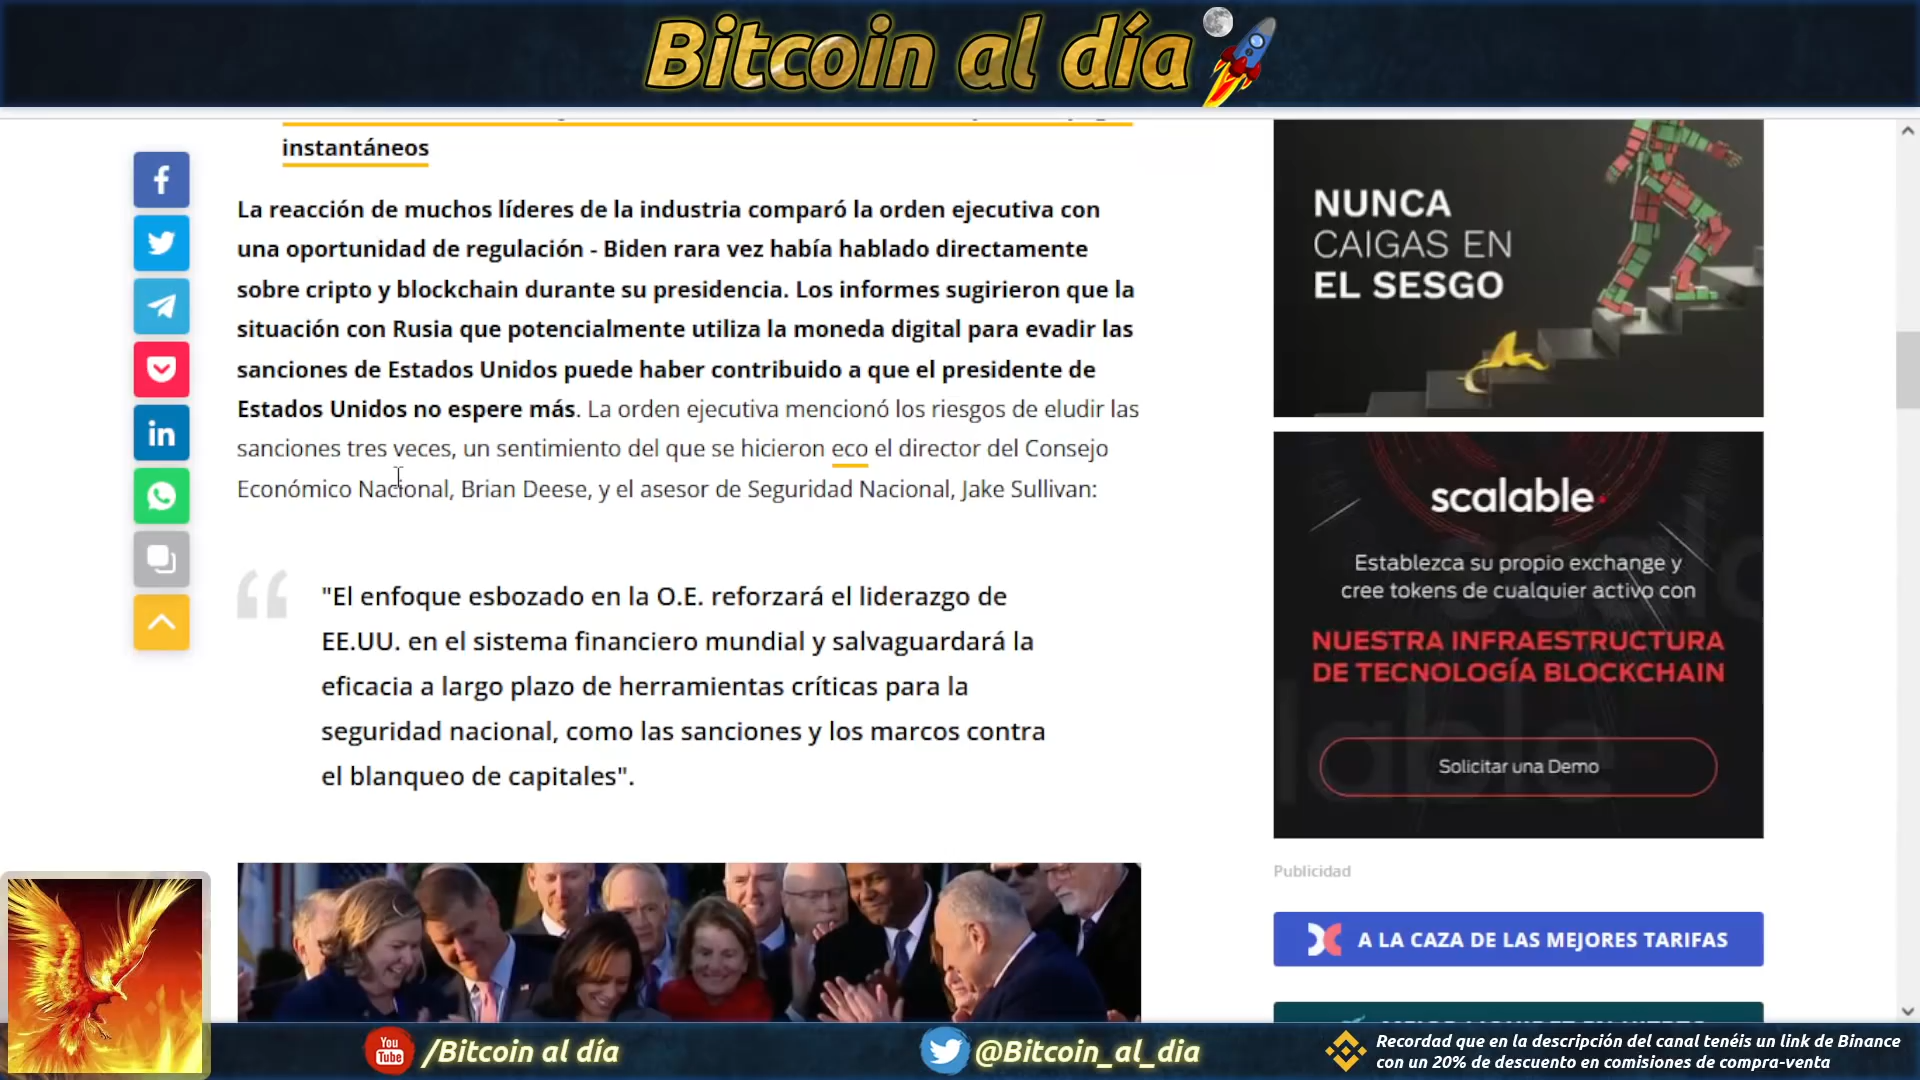 Bitcoin al día
instantáneos
La reacción de muchos líderes de la industria comparó la orden ejecutiva con
una oportunidad de regulación - Biden rara vez había hablado directamente
sobre cripto y blockchain durante su presidencia. Los informes sugirieron que la
situación con Rusia que potencialmente utiliza la moneda digital para evadir las
sanciones de Estados Unidos puede haber contribuido a que el presidente de
Estados Unidos no espere más. La orden ejecutiva mencionó los riesgos de eludir las
sanciones tres veces, un sentimiento del que se hicieron eco el director del Consejo
Económico Nacional, Brian Deese, y el asesor de Seguridad Nacional, Jake Sullivan:
"El enfoque esbozado en la O.E. reforzará el liderazgo de
EE.UU. en el sistema financiero mundial y salvaguardará la
eficacia a largo plazo de herramientas críticas para la
seguridad nacional, como las sanciones y los marcos contra
el blanqueo de capitales".
NUNCA
CAIGAS EN
EL SESGO
scalable
Establezca su propio exchange y
cree tokens de cualquier activo con
NUESTRA INFRAESTRUCTURA
DE TECNOLOGÍA BLOCKCHAIN
Solicitar una Demo
Publicidad
A LA CAZA DE LAS MEJORES TARIFAS
You
Tube
/Bitcoin al día
@Bitcoin_al_dia
Recordad que en la descripción del canal tenéis un link de Binance
con un 20% de descuento en comisiones de compra-venta